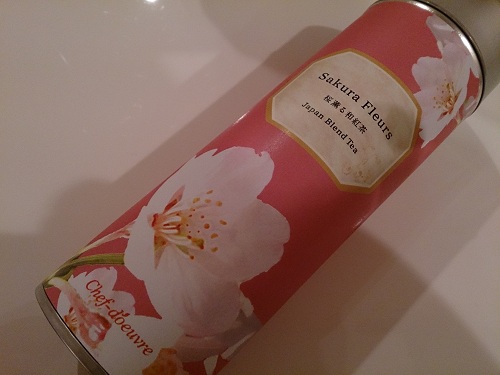 Sakura Fleurs
桜薫る和紅茶
Japan Blend Tea
Chef-d'oeuvre